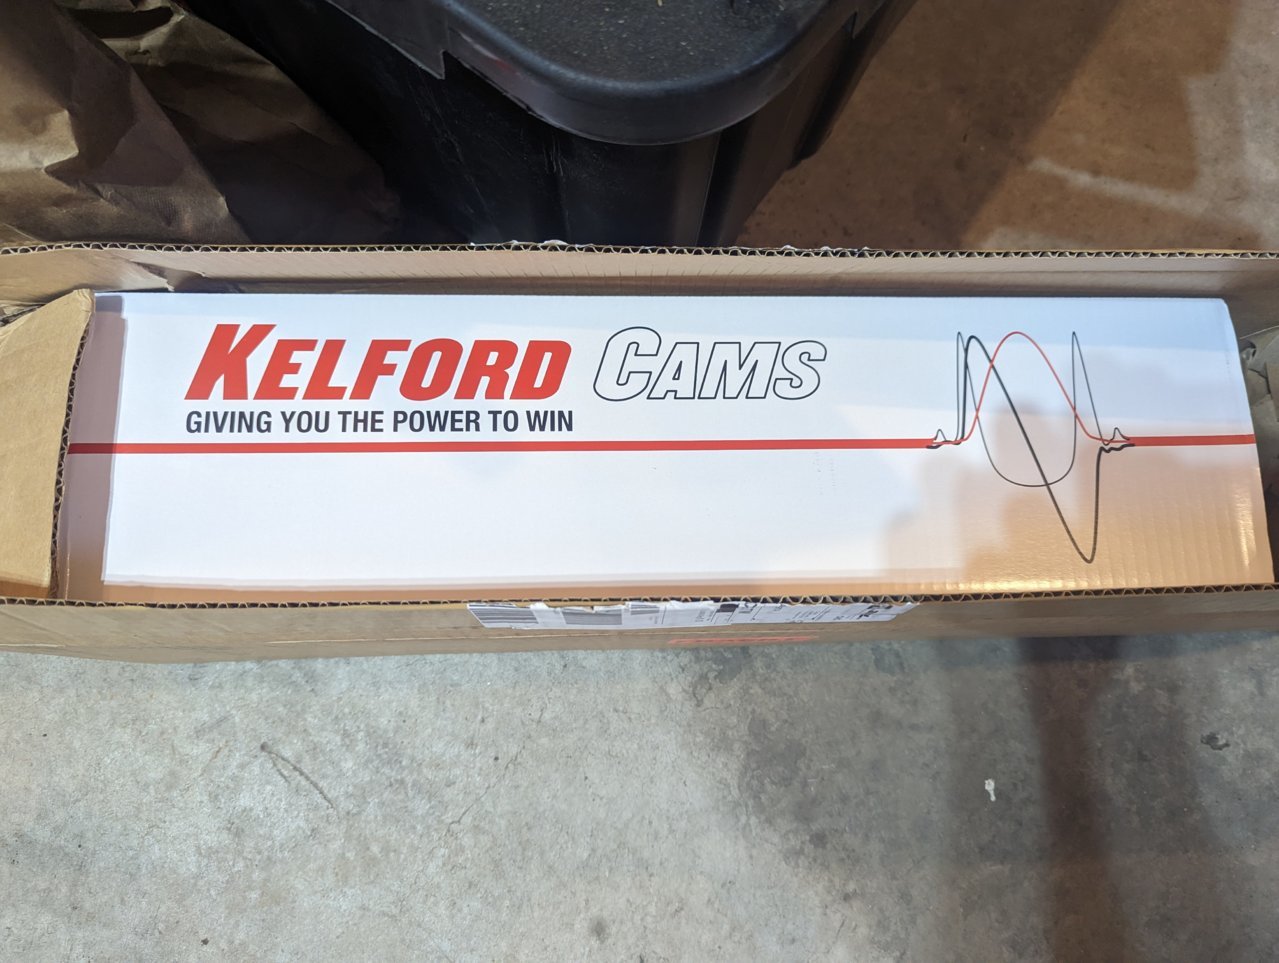 KELFORD CAMS
GIVING YOU THE POWER TO WIN